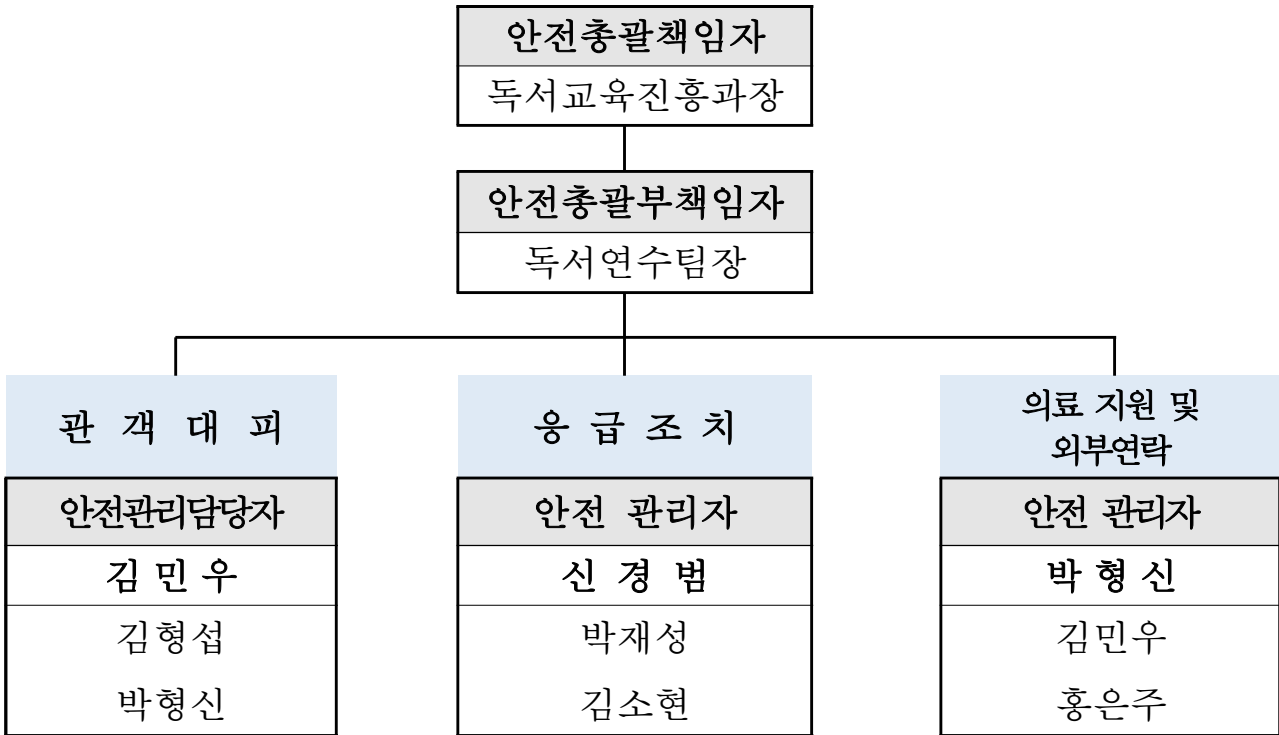 안전총괄책임자
독서교육진흥과장
안전총괄부책임자
독서연수팀장
관 객 대 피
안전관리담당자
김 민 우
김형섭
박형신
응 급 조 치
안전 관리자
신 경 범
박재성
김소현
의료 지원 및
외부연락
안전 관리자
박 형 신
김민우
홍은주